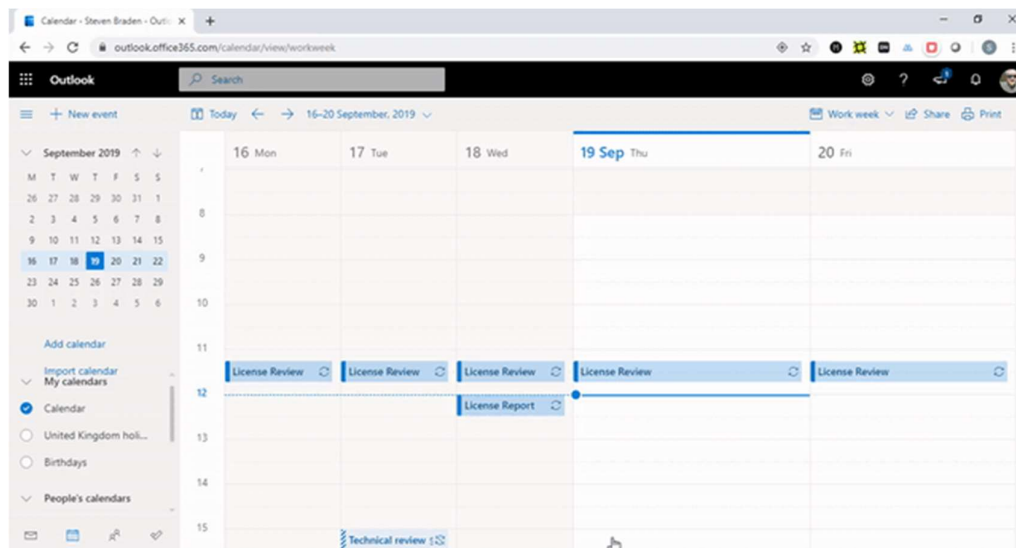 Calendar - Steven Braden - Outlo
outlook.office365.com/calendar/view/workweek
Outlook
Search
New event
Today
16–20 September, 2019
Work week
Share
Print
September 2019
M T W T F S S
26 27 28 29 30 31 1
2 3 4 5 6 7 8
9 10 11 12 13 14 15
16 17 18 19 20 21 22
23 24 25 26 27 28 29
30 1 2 3 4 5 6
Add calendar
Import calendar
My calendars
Calendar
United Kingdom holi...
Birthdays
People's calendars
16 Mon
17 Tue
18 Wed
19 Sep Thu
20 Fri
8
9
10
11
License Review
License Review
License Review
License Review
License Review
12
License Report
13
14
15
Technical review